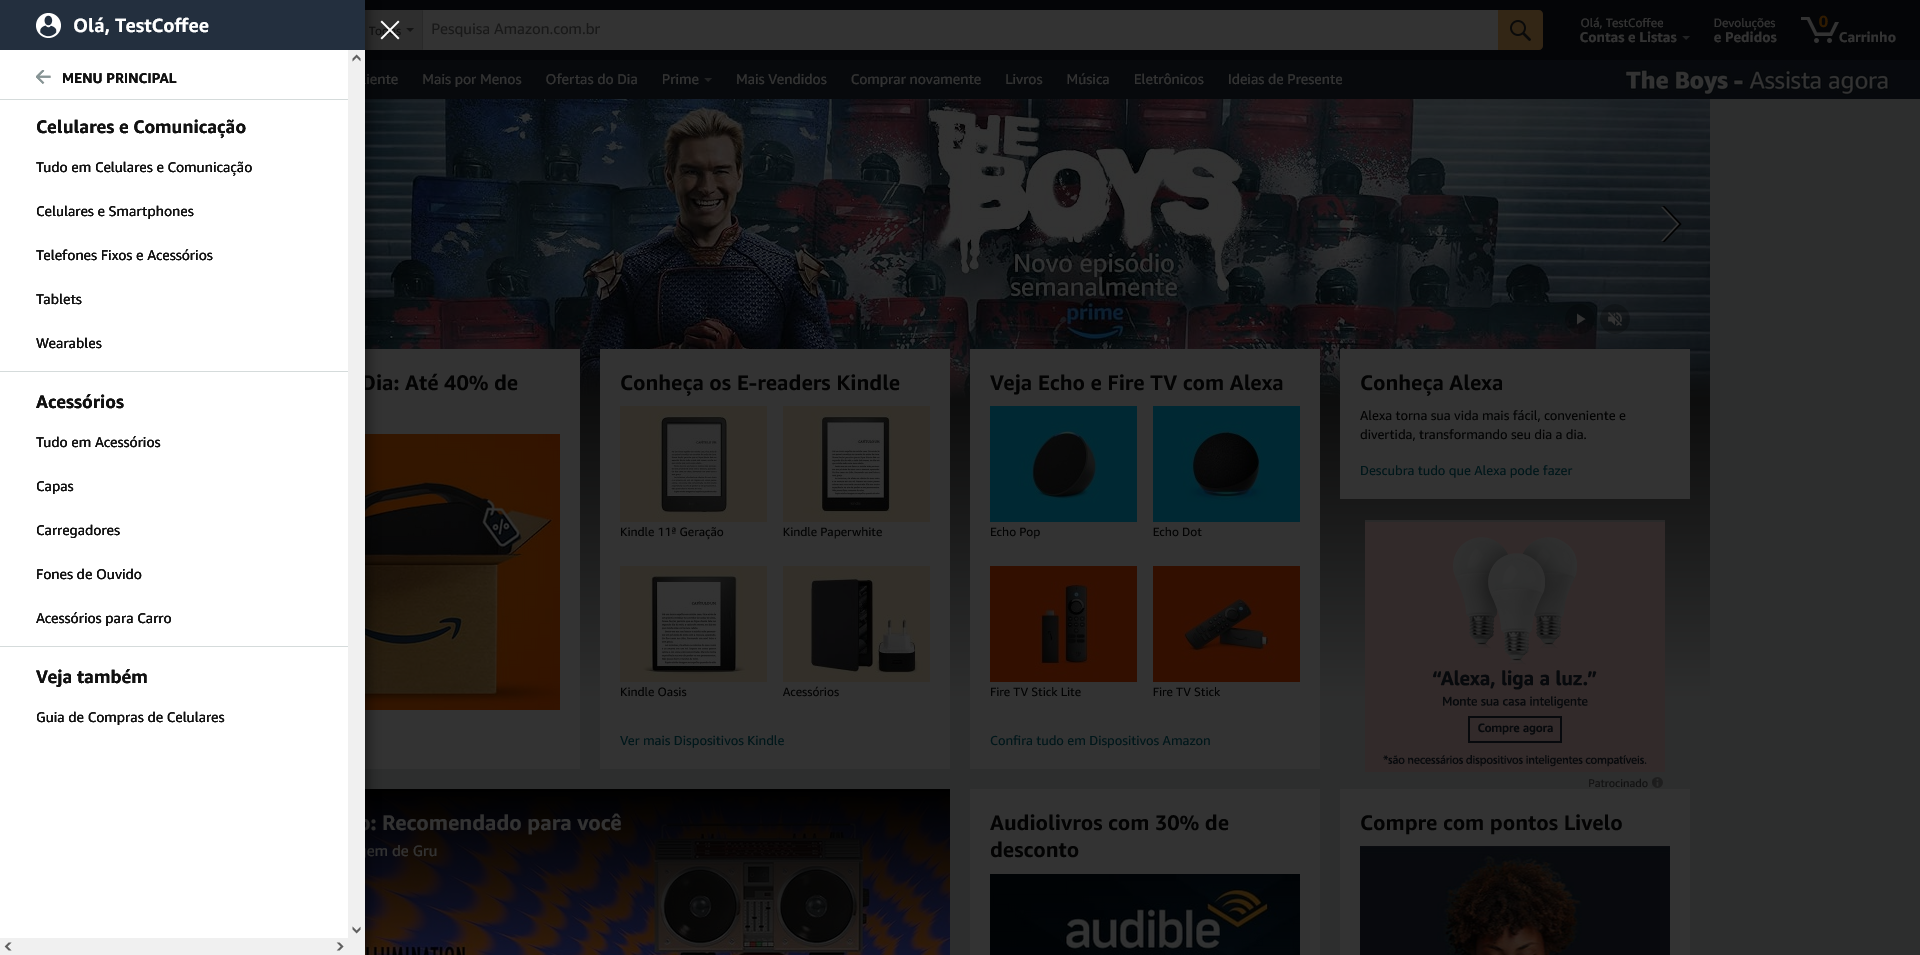 Olá, TestCoffee
MENU PRINCIPAL
Celulares e Comunicação
Tudo em Celulares e Comunicação
Celulares e Smartphones
Telefones Fixos e Acessórios
Tablets
Wearables
Acessórios
Tudo em Acessórios
Capas
Carregadores
Fones de Ouvido
Acessórios para Carro
Veja também
Guia de Compras de Celulares
Pesquisa Amazon.com.br
Olá, TestCoffee
Contas e Listas
Devoluções
e Pedidos
0
Carrinho
iente
Mais por Menos
Ofertas do Dia
Prime
Mais Vendidos
Comprar novamente
Livros
Música
Eletrônicos
Ideias de Presente
The Boys - Assista agora
THE
BOYS
Novo episódio
semanalmente
prime
Dia: Até 40% de
%
Conheça os E-readers Kindle
Kindle 11ª Geração
Kindle Paperwhite
Kindle Oasis
Acessórios
Ver mais Dispositivos Kindle
Veja Echo e Fire TV com Alexa
Echo Pop
Echo Dot
Fire TV Stick Lite
Fire TV Stick
Confira tudo em Dispositivos Amazon
Conheça Alexa
Alexa torna sua vida mais fácil, conveniente e
divertida, transformando seu dia a dia.
Descubra tudo que Alexa pode fazer
“Alexa, liga a luz.”
Monte sua casa inteligente
Compre agora
*são necessários dispositivos inteligentes compatíveis.
Patrocinado
o: Recomendado para você
em de Gru
LUMINATION
Audiolivros com 30% de
desconto
audible
Compre com pontos Livelo